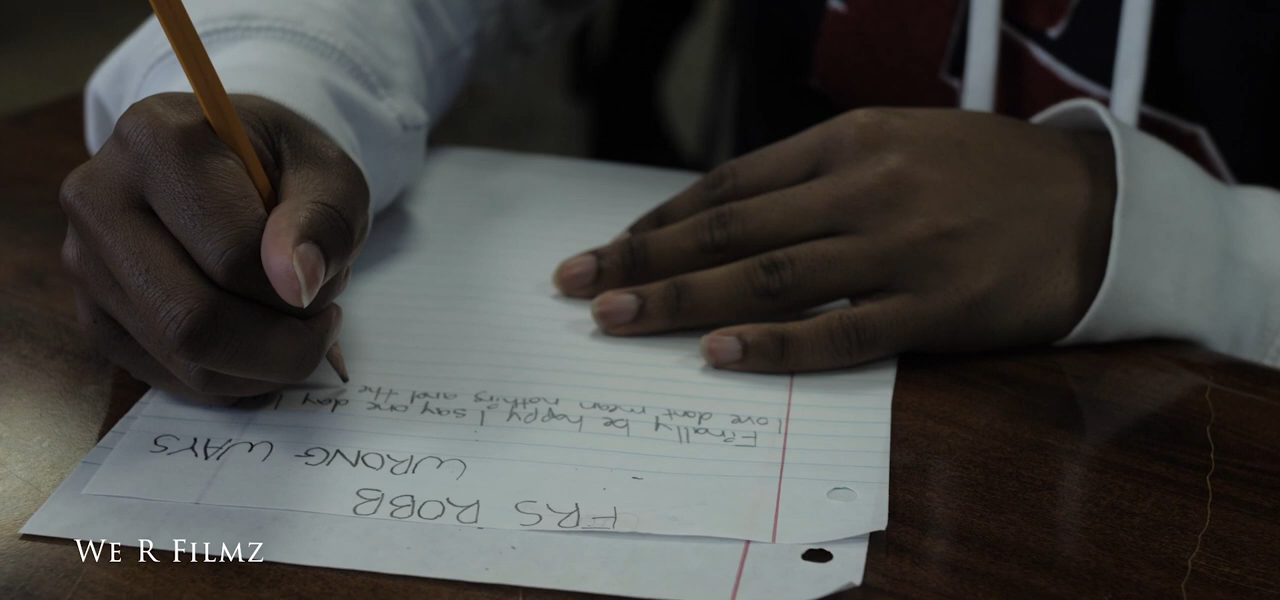 FRS ROBB
WRONG WAYS
Finally be happy, I say one day I
love dont mean nothing and the
We R Filmz